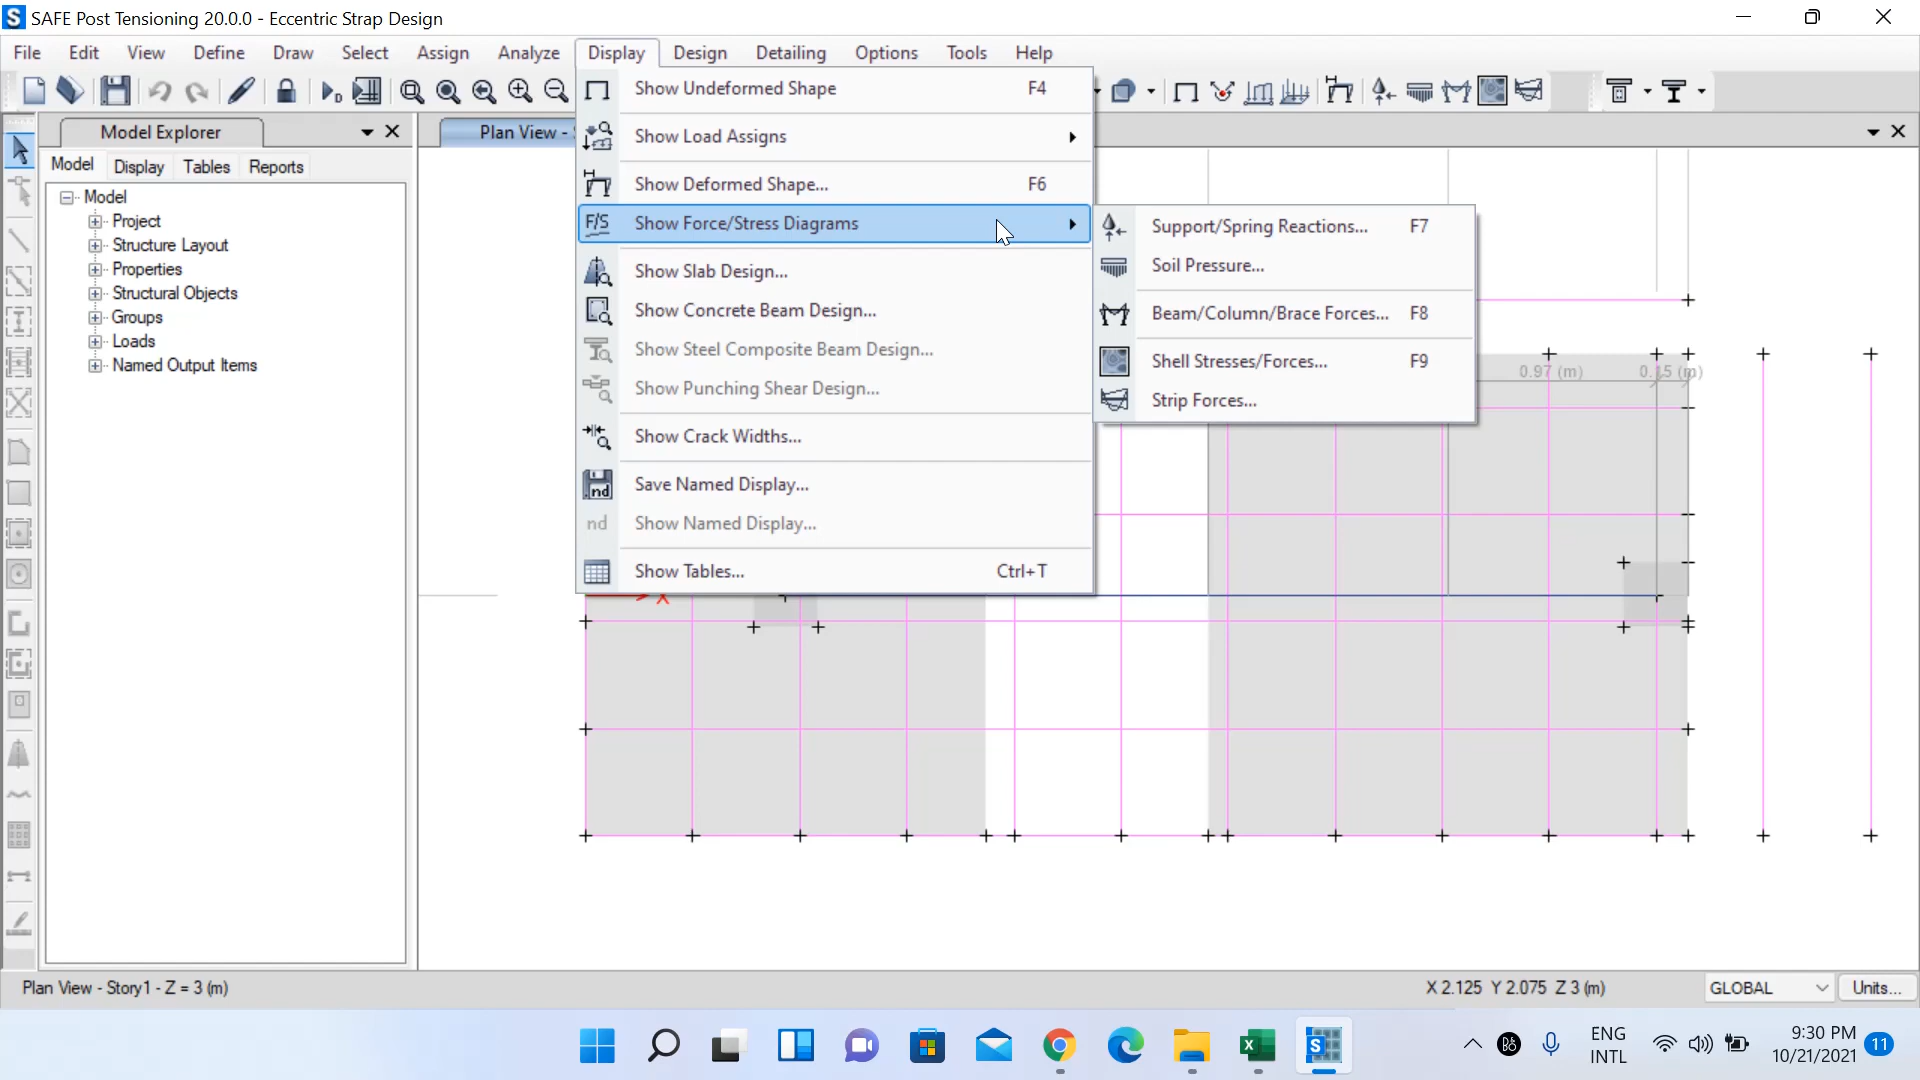 SAFE Post Tensioning 20.0.0 - Eccentric Strap Design
File Edit View Define Draw Select Assign Analyze Display Design Detailing Options Tools Help
Model Explorer
Model Display Tables Reports
Model
Project
Structure Layout
Properties
Structural Objects
Groups
Loads
Named Output Items
Plan View -
Show Undeformed Shape F4
Show Load Assigns
Show Deformed Shape... F6
F/S Show Force/Stress Diagrams
Show Slab Design...
Show Concrete Beam Design...
Show Steel Composite Beam Design...
Show Punching Shear Design...
Show Crack Widths...
nd Save Named Display...
nd Show Named Display...
Show Tables... Ctrl+T
Support/Spring Reactions... F7
Soil Pressure...
Beam/Column/Brace Forces... F8
Shell Stresses/Forces... F9
Strip Forces...
0.97 (m) 0.15 (m)
X
Plan View - Story1 - Z = 3 (m)
X 2.125 Y 2.075 Z 3 (m)
GLOBAL
Units...
ENG
INTL
9:30 PM
10/21/2021
11